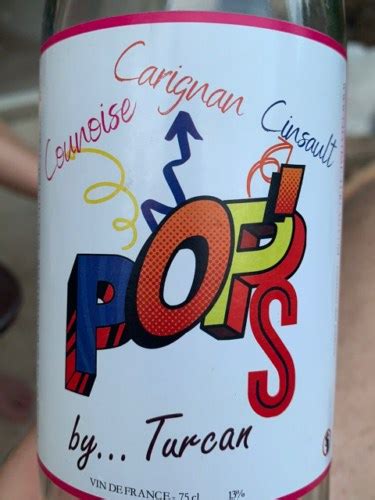 Counoise Carignan Cinsault
POP'S
by... Turcan
VIN DE FRANCE - 75 cl 13%